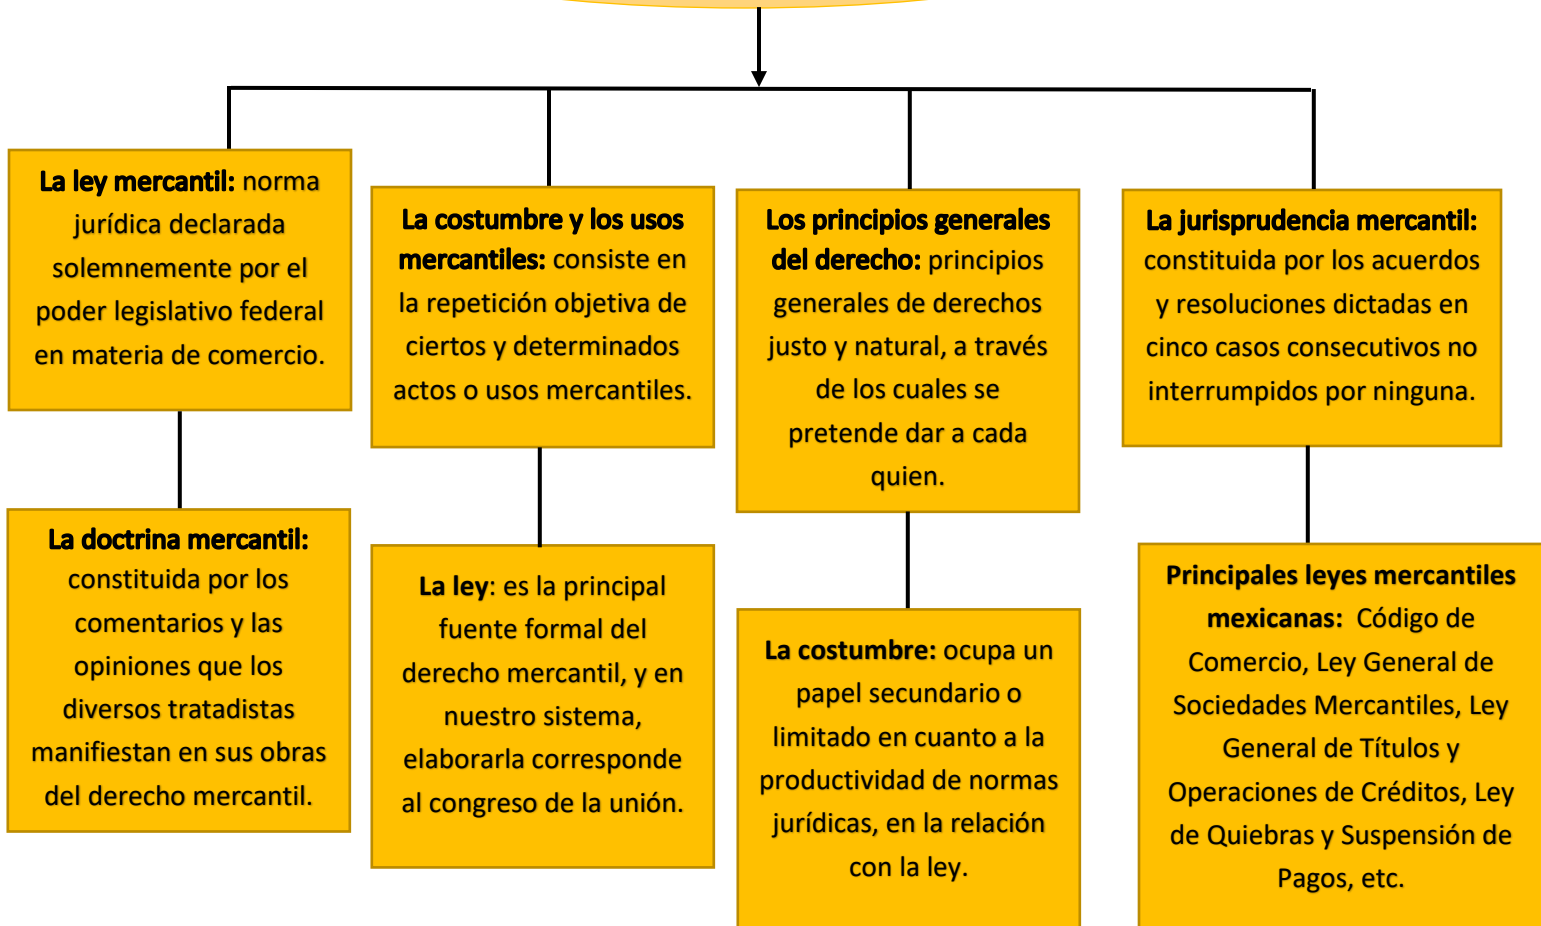 La ley mercantil: norma
jurídica declarada
solemnemente por el
poder legislativo federal
en materia de comercio.
La costumbre y los usos
mercantiles: consiste en
la repetición objetiva de
ciertos y determinados
actos o usos mercantiles.
Los principios generales
del derecho: principios
generales de derechos
justo y natural, a través
de los cuales se
pretende dar a cada
quien.
La jurisprudencia mercantil:
constituida por los acuerdos
y resoluciones dictadas en
cinco casos consecutivos no
interrumpidos por ninguna.
La doctrina mercantil:
constituida por los
comentarios y las
opiniones que los
diversos tratadistas
manifiestan en sus obras
del derecho mercantil.
La ley: es la principal
fuente formal del
derecho mercantil, y en
nuestro sistema,
elaborarla corresponde
al congreso de la unión.
La costumbre: ocupa un
papel secundario o
limitado en cuanto a la
productividad de normas
jurídicas, en la relación
con la ley.
Principales leyes mercantiles
mexicanas: Código de
Comercio, Ley General de
Sociedades Mercantiles, Ley
General de Títulos y
Operaciones de Créditos, Ley
de Quiebras y Suspensión de
Pagos, etc.